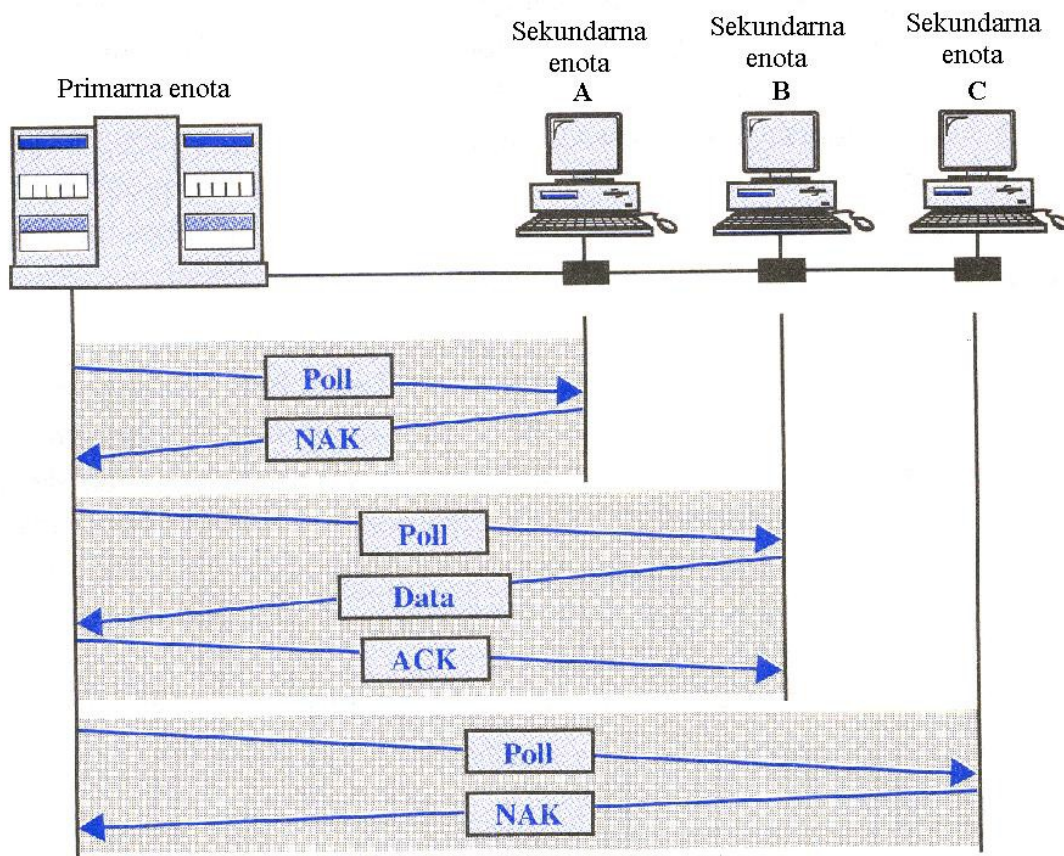 Primarna enota
Sekundarna
enota
A
Sekundarna
enota
B
Sekundarna
enota
C
Poll
NAK
Poll
Data
ACK
Poll
NAK